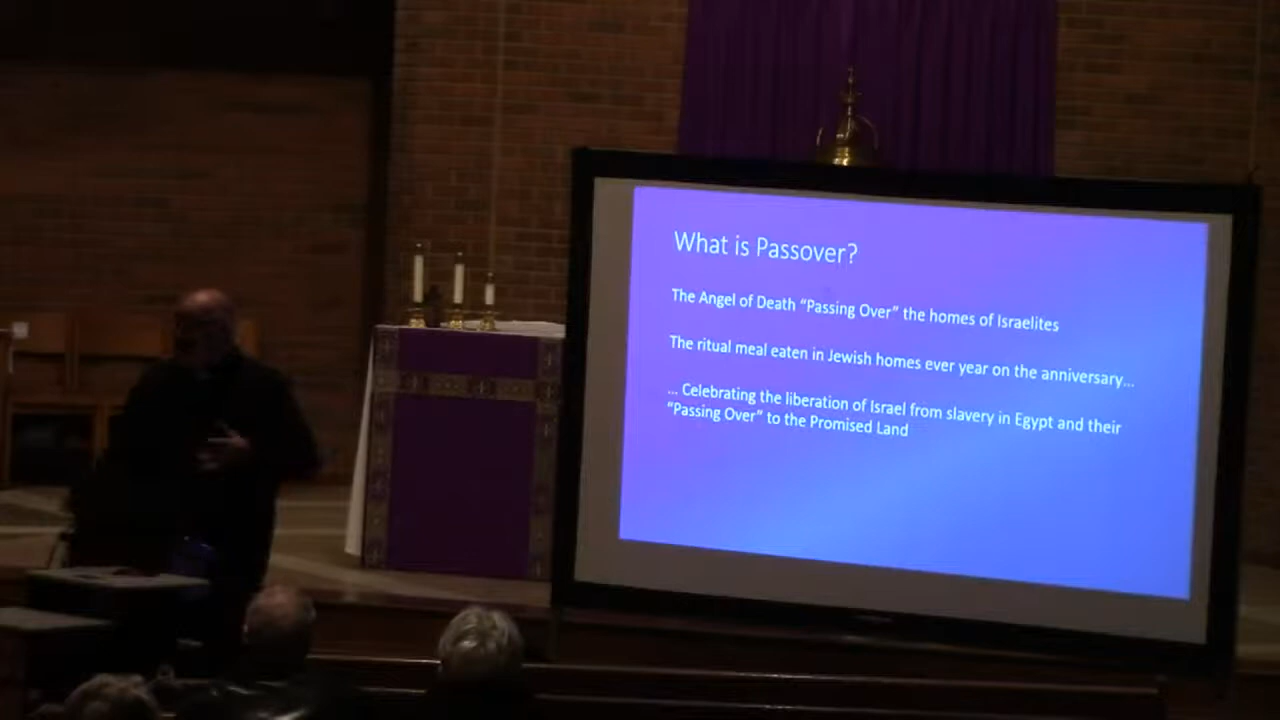 What is Passover?
The Angel of Death “Passing Over” the homes of Israelites
The ritual meal eaten in Jewish homes ever year on the anniversary...
... Celebrating the liberation of Israel from slavery in Egypt and their
“Passing Over” to the Promised Land